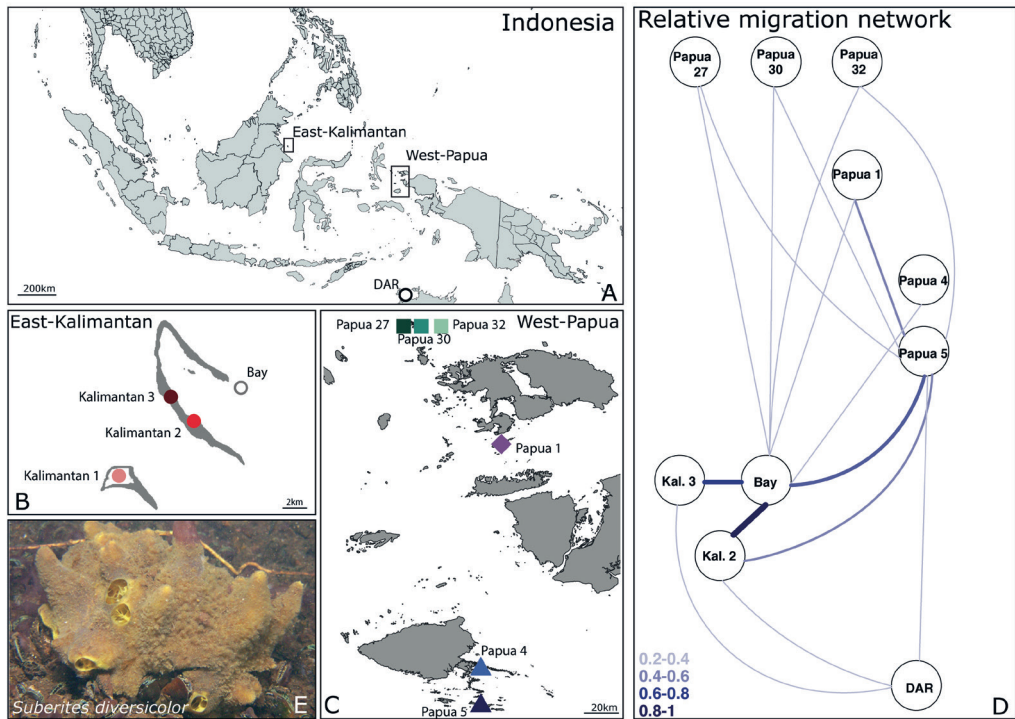 Indonesia
East-Kalimantan
West-Papua
DAR
200km
A
East-Kalimantan
Bay
Kalimantan 3
Kalimantan 2
Kalimantan 1
B
2km
West-Papua
Papua 27
Papua 32
Papua 30
Papua 1
Papua 4
Papua 5
C
20km
Relative migration network
Papua
27
Papua
30
Papua
32
Papua 1
Papua 4
Papua 5
Kal. 3
Bay
Kal. 2
DAR
0.2-0.4
0.4-0.6
0.6-0.8
0.8-1
D
Suberites diversicolor
E